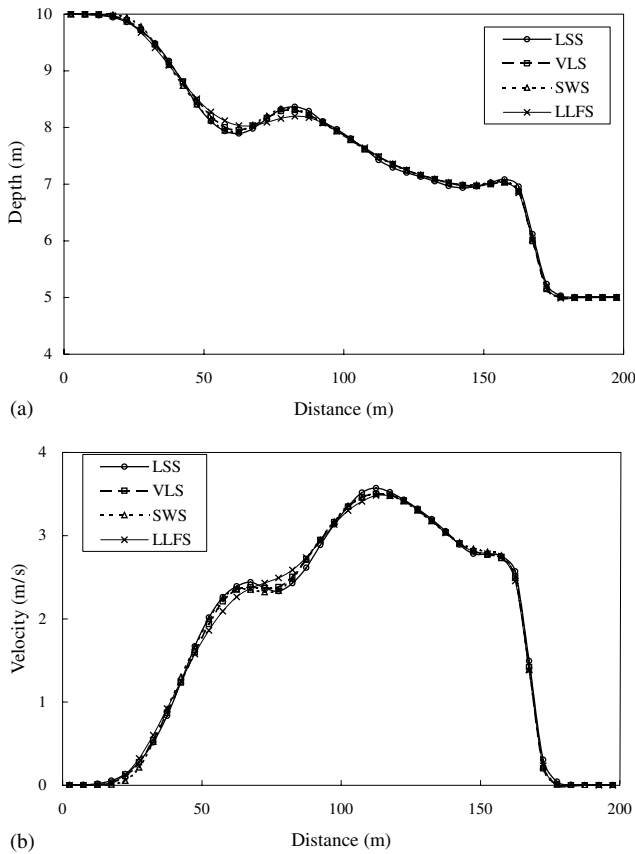 10
9
8
7
6
5
4
Depth (m)
LSS
VLS
SWS
LLFS
0
50
100
150
200
Distance (m)
(a)
4
3
2
1
0
Velocity (m/s)
LSS
VLS
SWS
LLFS
0
50
100
150
200
Distance (m)
(b)